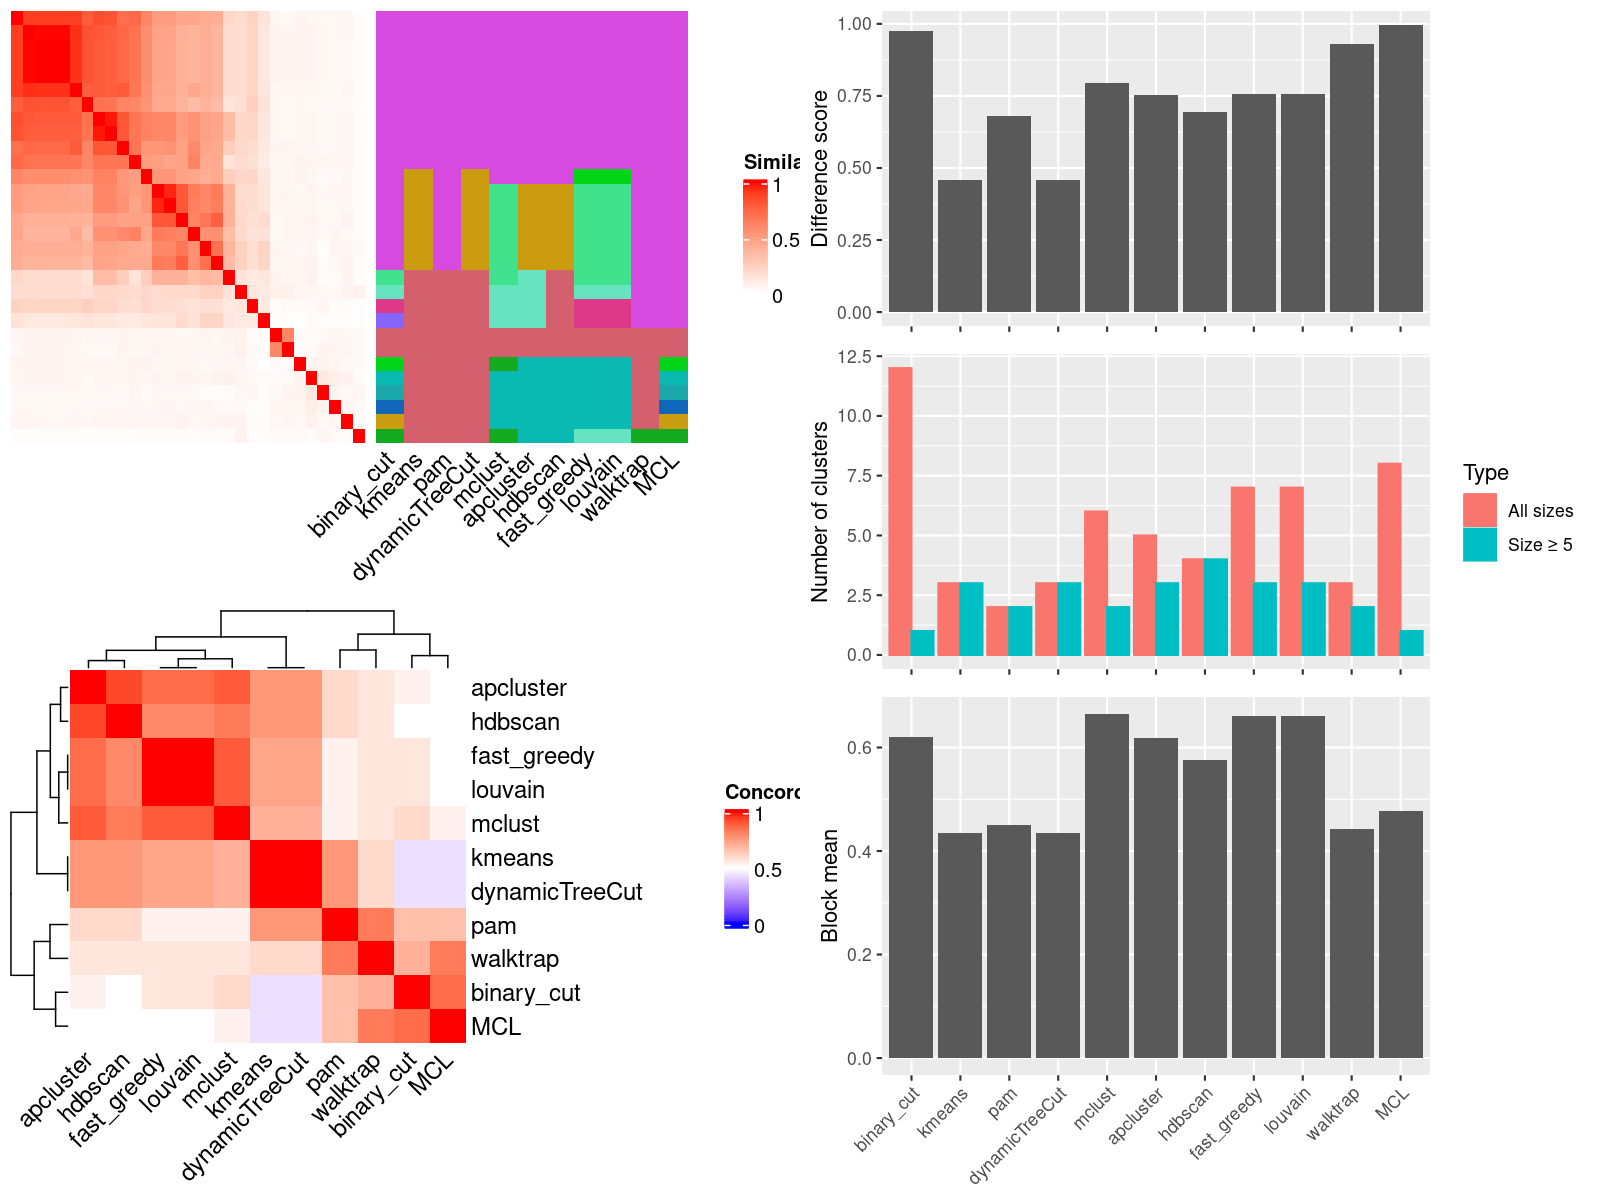 Simila
1
0.5
0
binary_cut
kmeans
pam
dynamicTreeCut
mclust
apcluster
hdbscan
fast_greedy
louvain
walktrap
MCL
apcluster
hdbscan
fast_greedy
louvain
mclust
kmeans
dynamicTreeCut
pam
walktrap
binary_cut
MCL
apcluster
hdbscan
fast_greedy
louvain
mclust
kmeans
dynamicTreeCut
pam
walktrap
binary_cut
MCL
Concord
1
0.5
0
Difference score
1.00
0.75
0.50
0.25
0.00
Number of clusters
12.5
10.0
7.5
5.0
2.5
0.0
Type
All sizes
Size ≥ 5
Block mean
0.6
0.4
0.2
0.0
binary_cut
kmeans
pam
dynamicTreeCut
mclust
apcluster
hdbscan
fast_greedy
louvain
walktrap
MCL